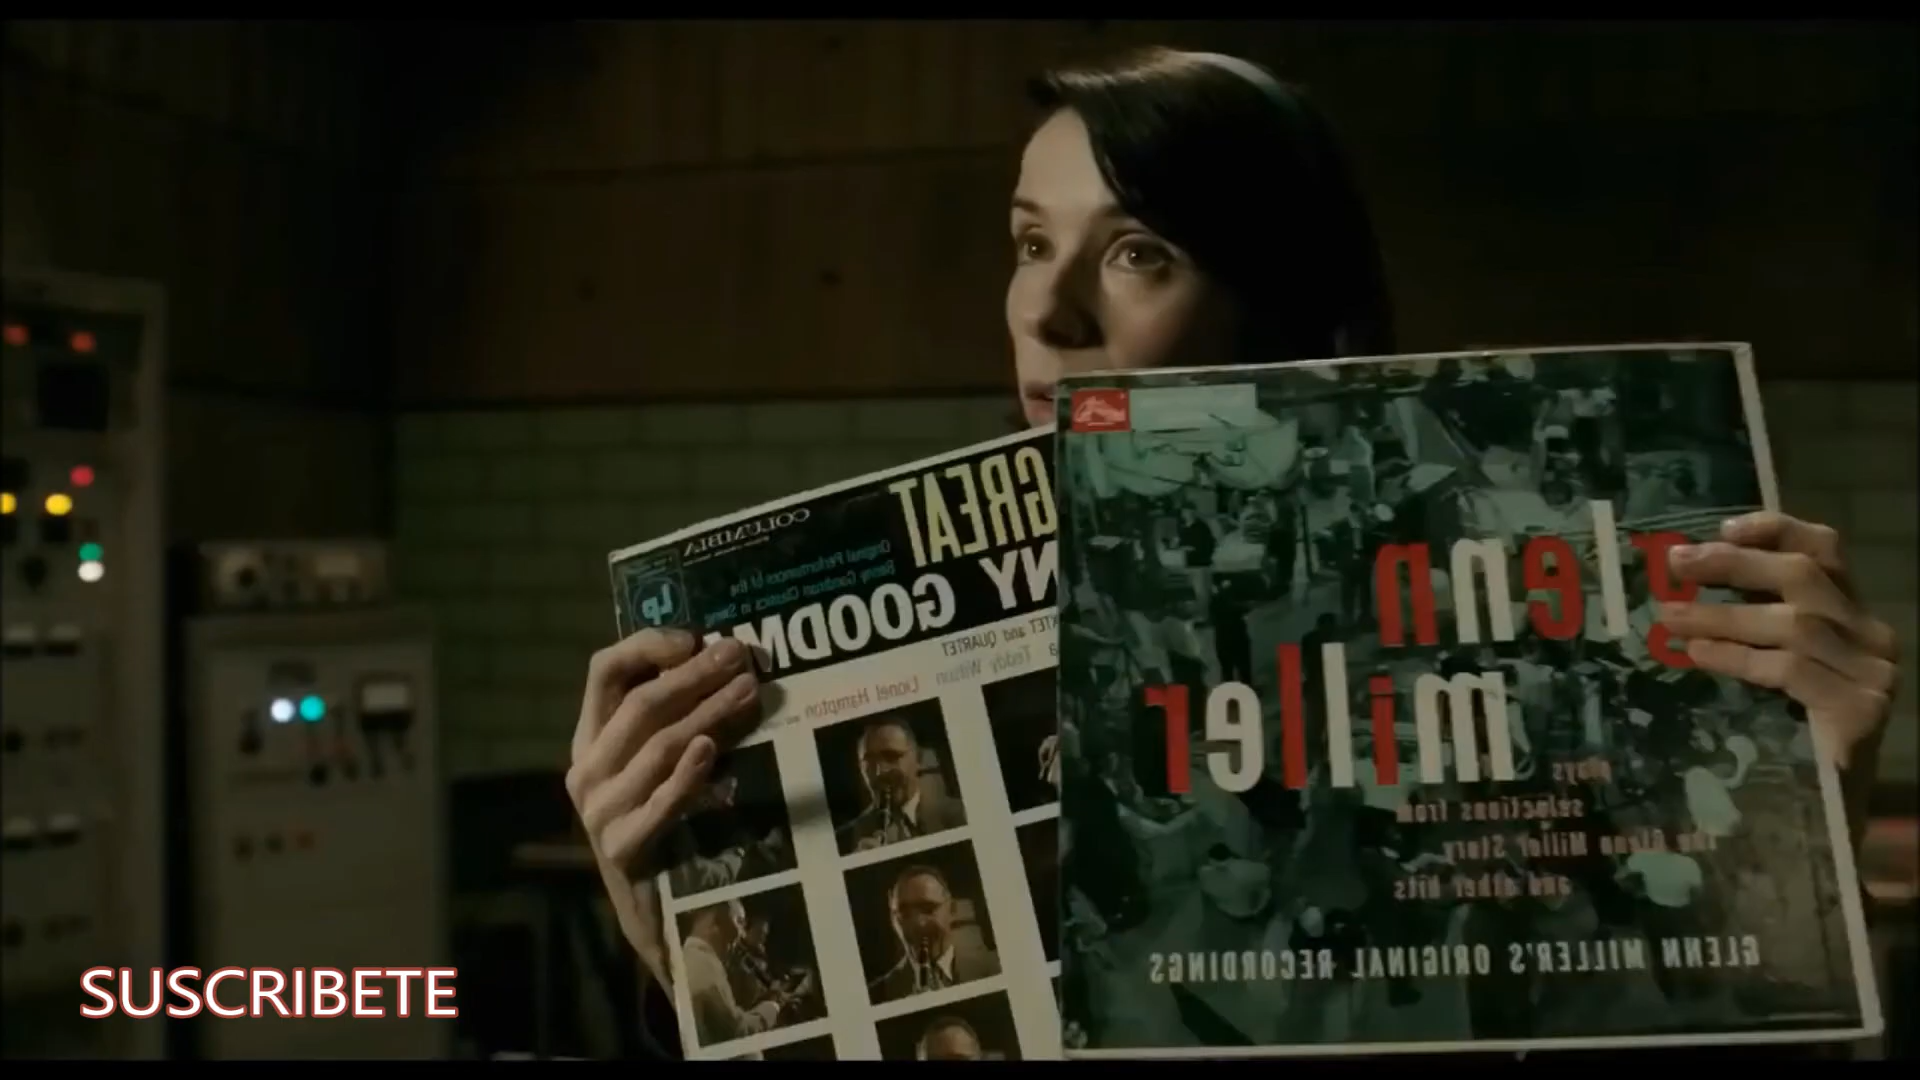 GREAT
NY GOODM
COLUMBIA
Original Performances of the
Benny Goodman Classics in Swing
Lp
TET and QUARTET
Lionel Hampton Teddy Wilson
glenn
miller
plays
selections from
the Glenn Miller Story
and other hits
GLENN MILLER'S ORIGINAL RECORDINGS
SUSCRIBETE